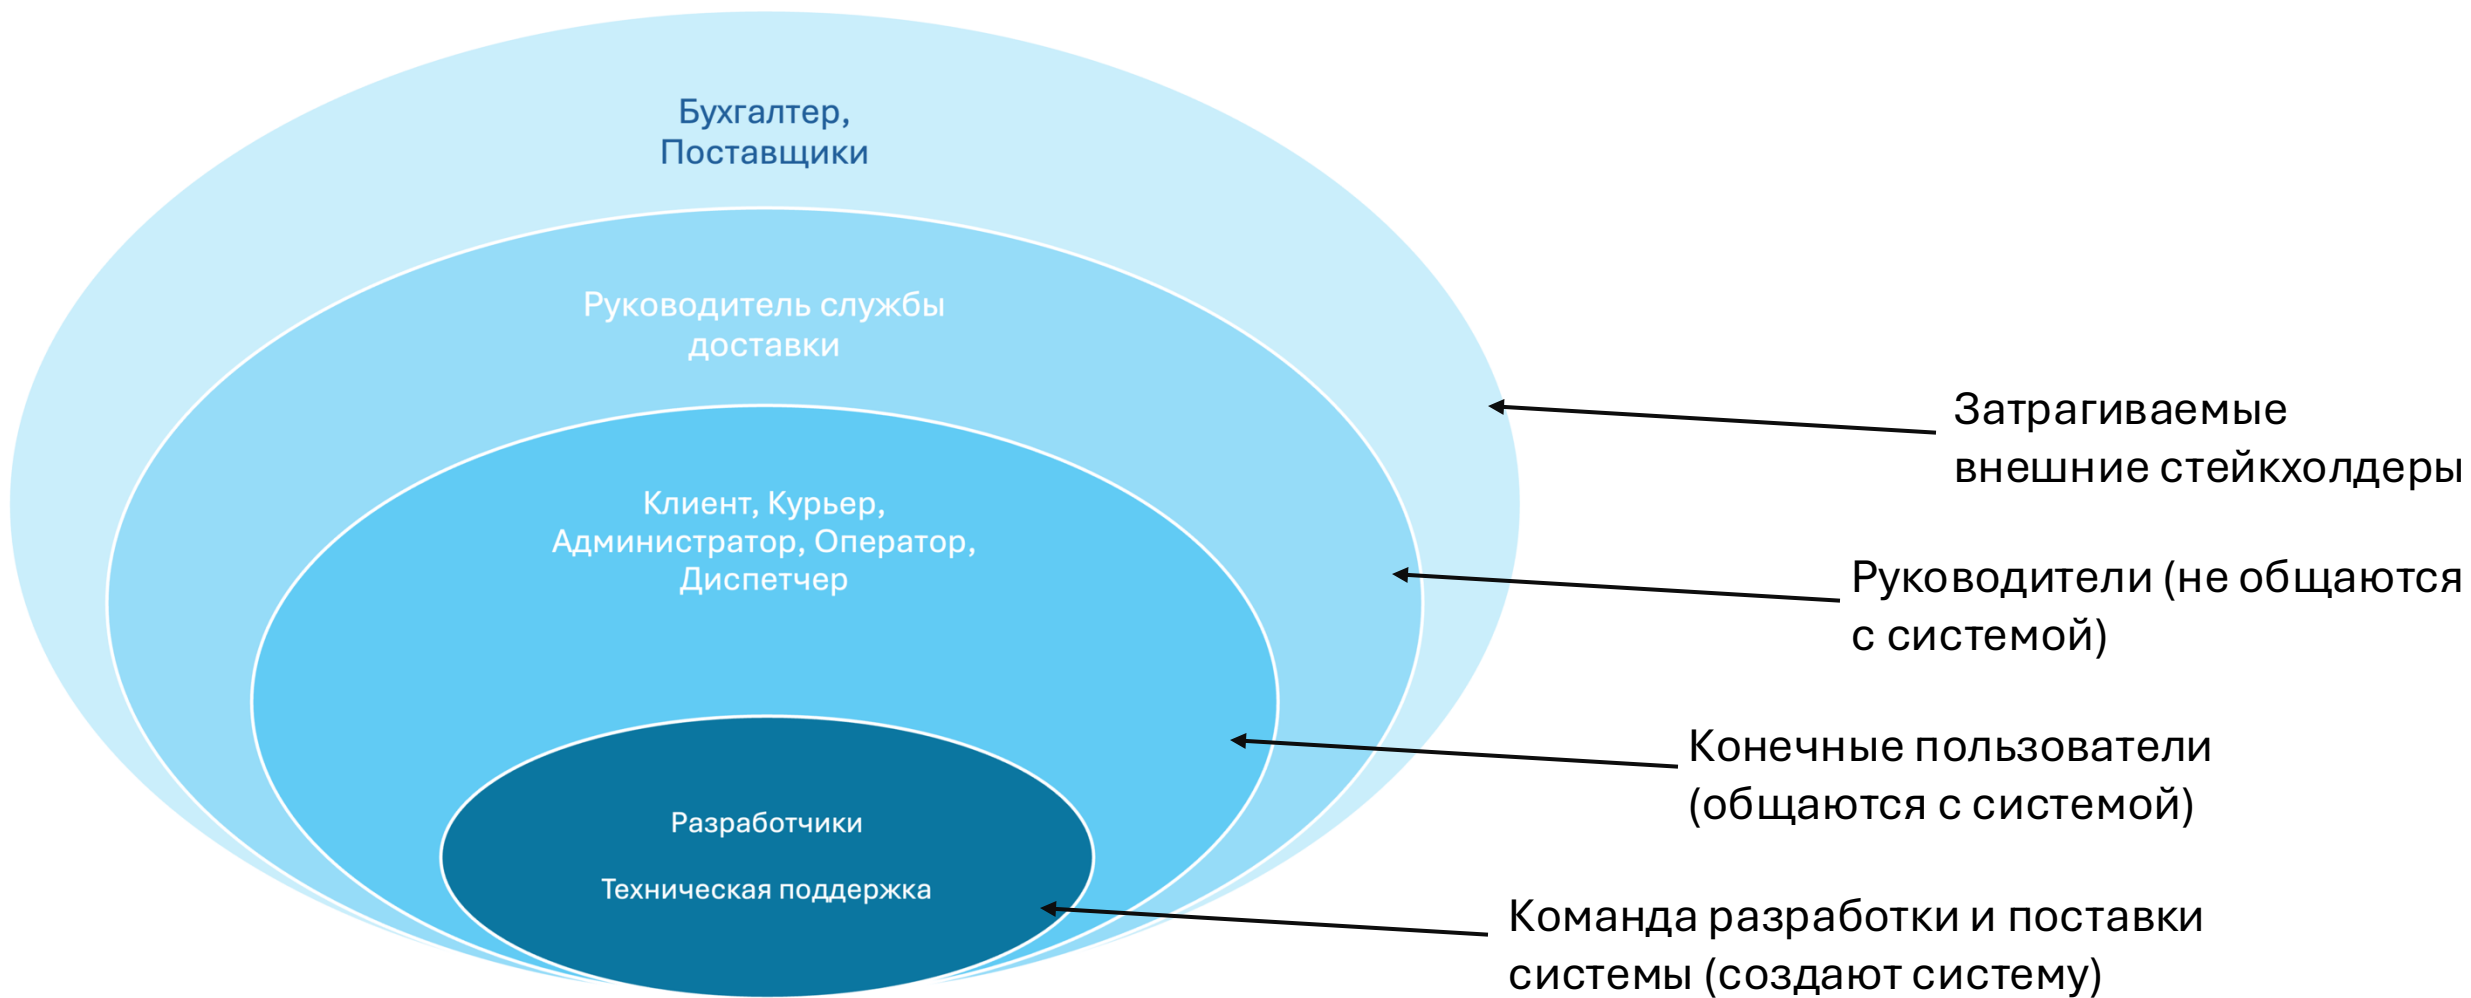 Бухгалтер,
Поставщики
Руководитель службы
доставки
Клиент, Курьер,
Администратор, Оператор,
Диспетчер
Разработчики
Техническая поддержка
Затрагиваемые
внешние стейкхолдеры
Руководители (не общаются
с системой)
Конечные пользователи
(общаются с системой)
Команда разработки и поставки
системы (создают систему)